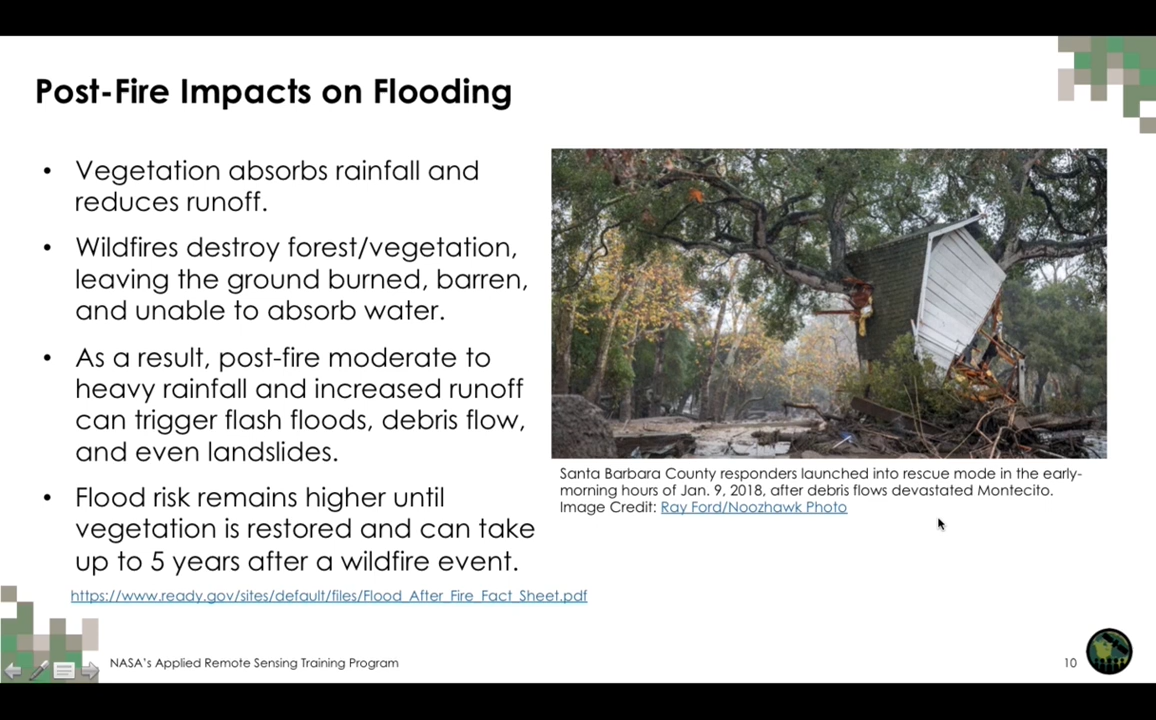 Post-Fire Impacts on Flooding
• Vegetation absorbs rainfall and
reduces runoff.
• Wildfires destroy forest/vegetation,
leaving the ground burned, barren,
and unable to absorb water.
• As a result, post-fire moderate to
heavy rainfall and increased runoff
can trigger flash floods, debris flow,
and even landslides.
• Flood risk remains higher until
vegetation is restored and can take
up to 5 years after a wildfire event.
https://www.ready.gov/sites/default/files/Flood_After_Fire_Fact_Sheet.pdf
Santa Barbara County responders launched into rescue mode in the early-
morning hours of Jan. 9, 2018, after debris flows devastated Montecito.
Image Credit: Ray Ford/Noozhawk Photo
NASA's Applied Remote Sensing Training Program
10